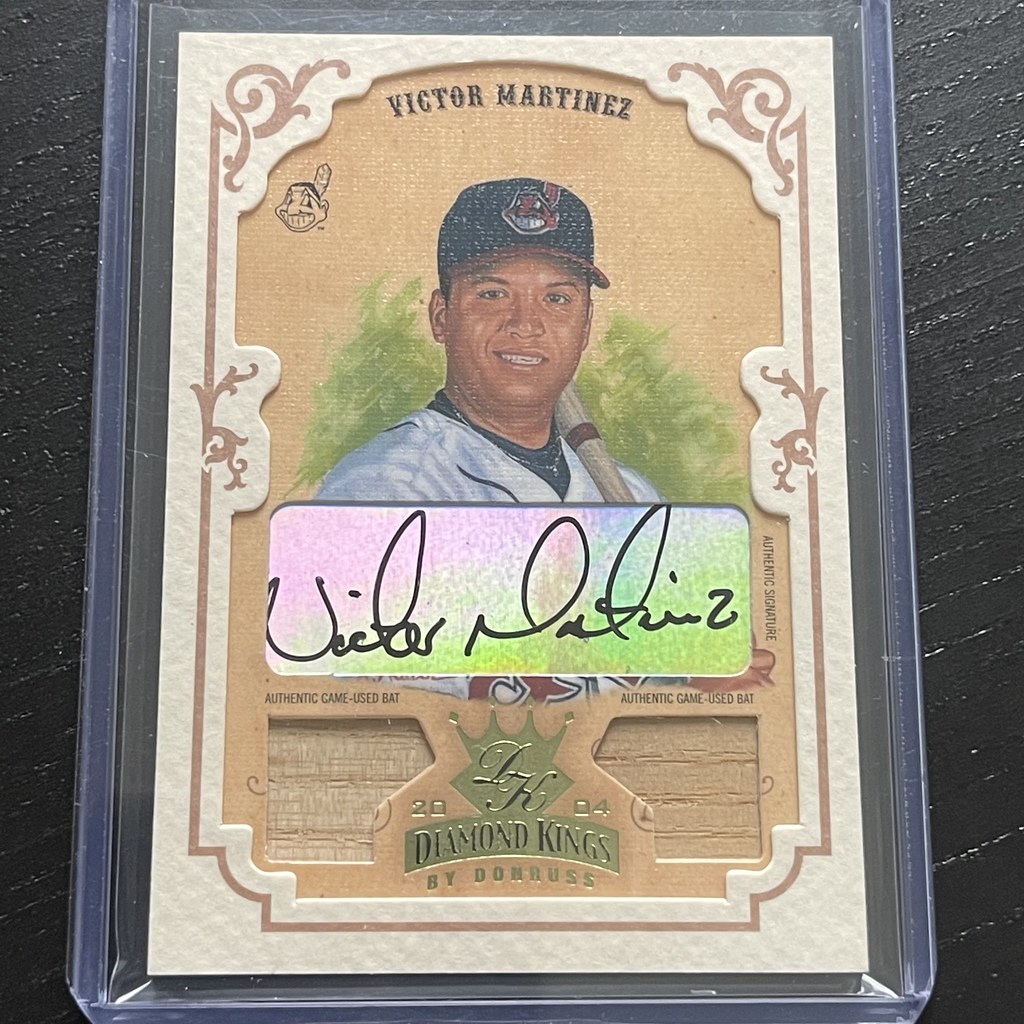 VICTOR MARTINEZ
Victor Martinez
AUTHENTIC SIGNATURE
AUTHENTIC GAME-USED BAT
AUTHENTIC GAME-USED BAT
DK
20 04
DIAMOND KINGS
BY DONRUSS